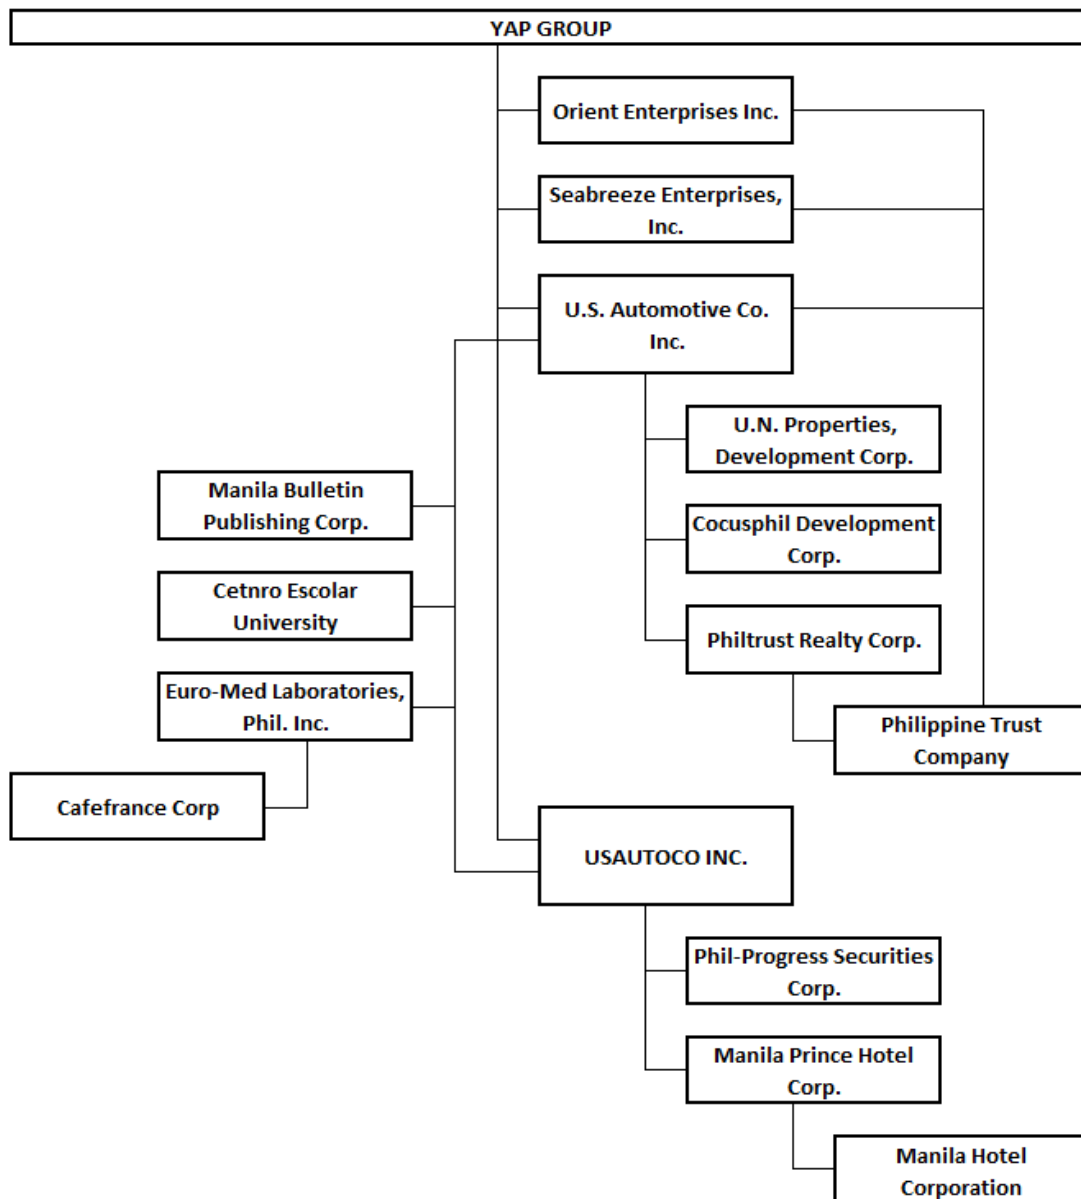 YAP GROUP
Orient Enterprises Inc.
Seabreeze Enterprises,
Inc.
U.S. Automotive Co.
Inc.
U.N. Properties,
Development Corp.
Manila Bulletin
Publishing Corp.
Cocusphil Development
Corp.
Cetnro Escolar
University
Philtrust Realty Corp.
Euro-Med Laboratories,
Phil. Inc.
Philippine Trust
Company
Cafefrance Corp
USAUTOCO INC.
Phil-Progress Securities
Corp.
Manila Prince Hotel
Corp.
Manila Hotel
Corporation